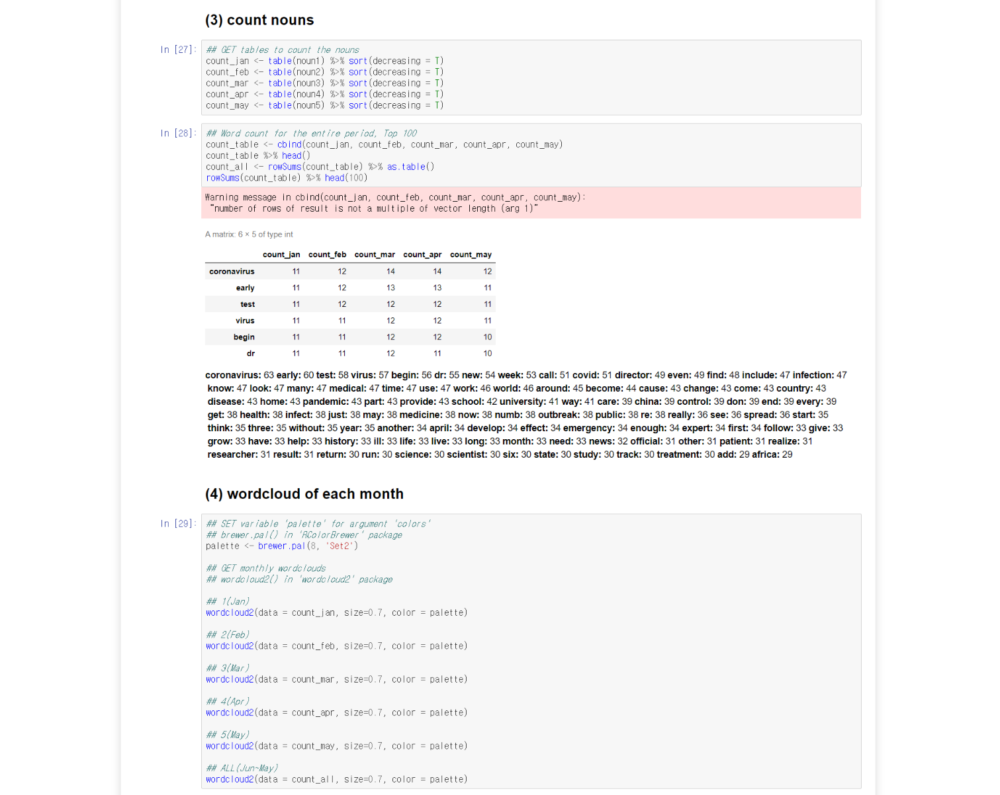 (3) count nouns
In [27]:
## GET tables to count the nouns
count_jan <- table(noun1) %>% sort(decreasing = T)
count_feb <- table(noun2) %>% sort(decreasing = T)
count_mar <- table(noun3) %>% sort(decreasing = T)
count_apr <- table(noun4) %>% sort(decreasing = T)
count_may <- table(noun5) %>% sort(decreasing = T)
In [28]:
## Word count for the entire period, Top 100
count_table <- cbind(count_jan, count_feb, count_mar, count_apr, count_may)
count_table %>% head()
count_all <- rowSums(count_table) %>% as.table()
rowSums(count_table) %>% head(100)
Warning message in cbind(count_jan, count_feb, count_mar, count_apr, count_may):
"number of rows of result is not a multiple of vector length (arg 1)"
A matrix: 6 × 5 of type int
count_jan count_feb count_mar count_apr count_may
coronavirus 11 12 14 14 12
early 11 12 13 13 11
test 11 12 12 12 11
virus 11 11 12 12 11
begin 11 11 12 12 10
dr 11 11 12 11 10
coronavirus: 63 early: 60 test: 58 virus: 57 begin: 56 dr: 55 new: 54 week: 53 call: 51 covid: 51 director: 49 even: 49 find: 48 include: 47 infection: 47
know: 47 look: 47 many: 47 medical: 47 time: 47 use: 47 work: 46 world: 46 around: 45 become: 44 cause: 43 change: 43 come: 43 country: 43
disease: 43 home: 43 pandemic: 43 part: 43 provide: 43 school: 42 university: 41 way: 41 care: 39 china: 39 control: 39 don: 39 end: 39 every: 39
get: 38 health: 38 infect: 38 just: 38 may: 38 medicine: 38 now: 38 numb: 38 outbreak: 38 public: 38 re: 38 really: 36 see: 36 spread: 36 start: 35
think: 35 three: 35 without: 35 year: 35 another: 34 april: 34 develop: 34 effect: 34 emergency: 34 enough: 34 expert: 34 first: 34 follow: 33 give: 33
grow: 33 have: 33 help: 33 history: 33 ill: 33 life: 33 live: 33 long: 33 month: 33 need: 33 news: 32 official: 31 other: 31 patient: 31 realize: 31
researcher: 31 result: 31 return: 30 run: 30 science: 30 scientist: 30 six: 30 state: 30 study: 30 track: 30 treatment: 30 add: 29 africa: 29
(4) wordcloud of each month
In [29]:
## SET variable 'palette' for argument 'colors'
## brewer.pal() in 'RColorBrewer' package
palette <- brewer.pal(8, 'Set2')
## GET monthly wordclouds
## wordcloud2() in 'wordcloud2' package
## 1(Jan)
wordcloud2(data = count_jan, size=0.7, color = palette)
## 2(Feb)
wordcloud2(data = count_feb, size=0.7, color = palette)
## 3(Mar)
wordcloud2(data = count_mar, size=0.7, color = palette)
## 4(Apr)
wordcloud2(data = count_apr, size=0.7, color = palette)
## 5(May)
wordcloud2(data = count_may, size=0.7, color = palette)
## ALL(Jun~May)
wordcloud2(data = count_all, size=0.7, color = palette)